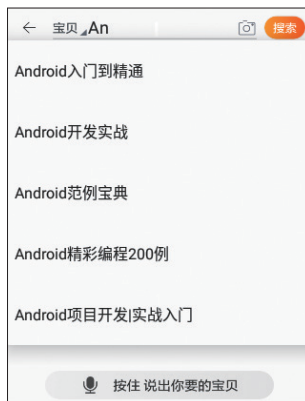 宝贝 An 搜索
Android入门到精通
Android开发实战
Android范例宝典
Android精彩编程200例
Android项目开发|实战入门
按住 说出你要的宝贝